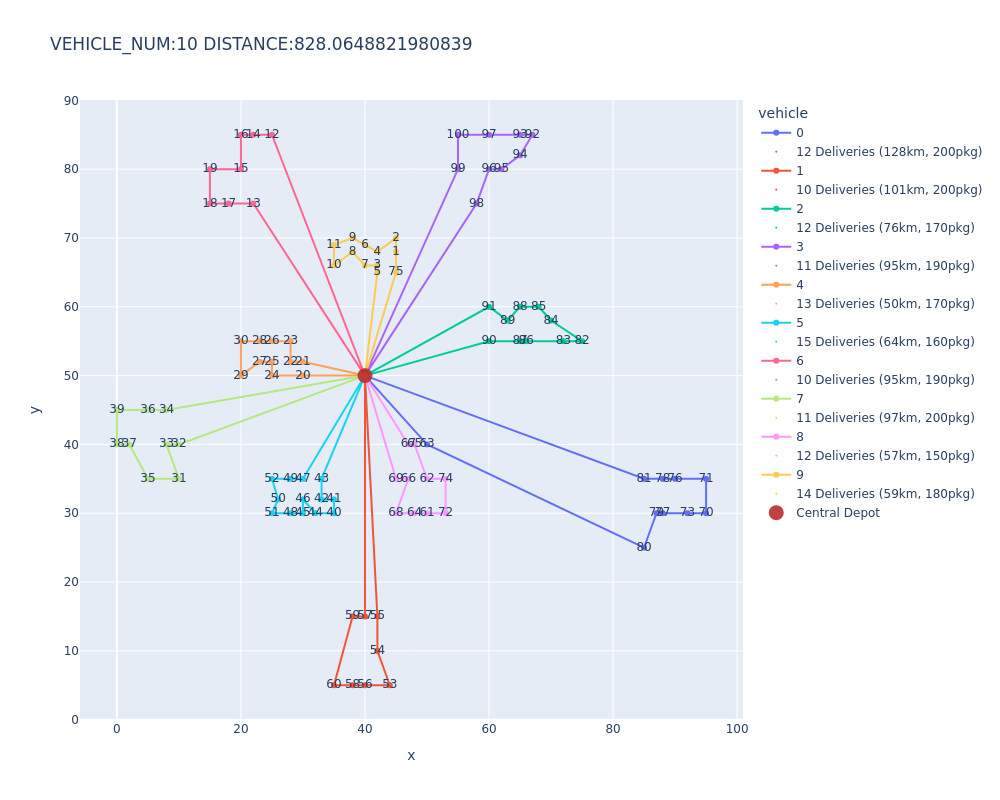 VEHICLE_NUM:10 DISTANCE:828.0648821980839
vehicle
0
12 Deliveries (128km, 200pkg)
1
10 Deliveries (101km, 200pkg)
2
12 Deliveries (76km, 170pkg)
3
11 Deliveries (95km, 190pkg)
4
13 Deliveries (50km, 170pkg)
5
15 Deliveries (64km, 160pkg)
6
10 Deliveries (95km, 190pkg)
7
11 Deliveries (97km, 200pkg)
8
12 Deliveries (57km, 150pkg)
9
14 Deliveries (59km, 180pkg)
Central Depot
90
80
70
60
50
40
30
20
10
0
y
0 20 40 60 80 100
x
16 14 12 100 97 93 92
94
19 15 99 96 95
18 17 13 98
9 2
11 6
8 4 1
10 7 3
5 75
91 88 85
89 84
30 28 26 23 90 87 86 83 82
27 25 22 21
29 24 20
39 36 34
38 37 33 32 67 65 63
35 31 52 49 47 43 69 66 62 74 81 78 76 71
50 46 42 41
51 48 45 44 40 68 64 61 72 79 77 73 70
80
59 57 55
54
60 58 56 53